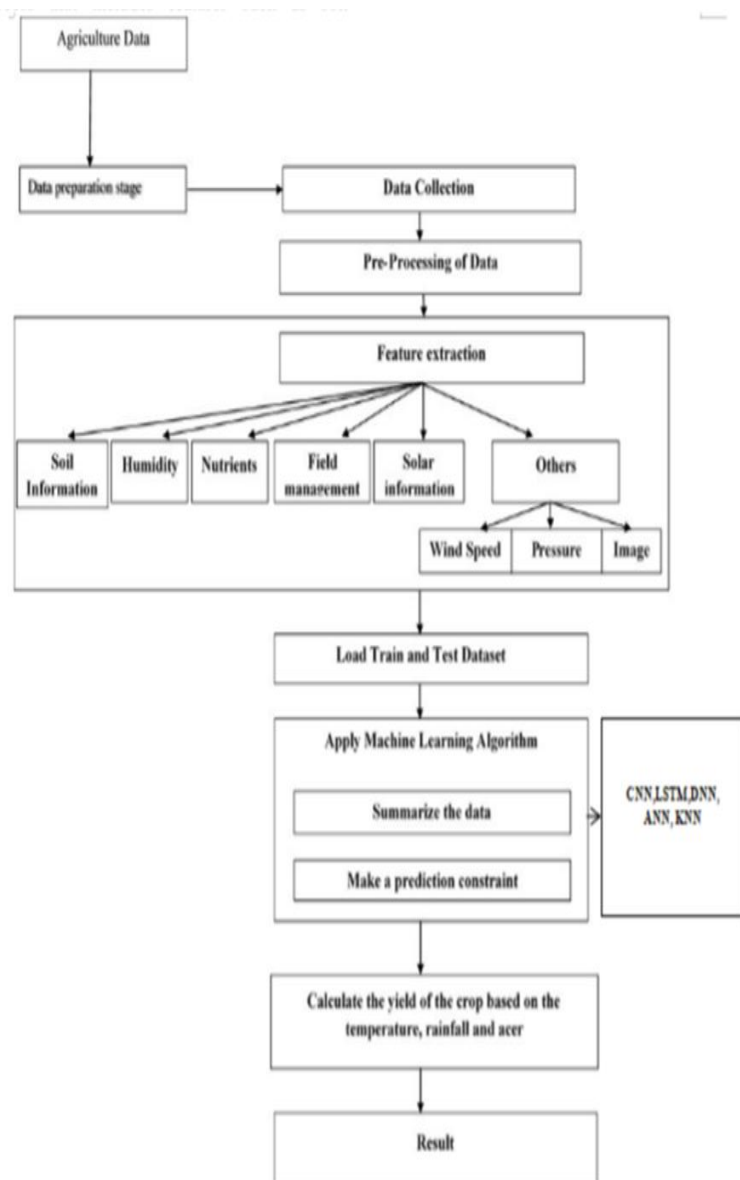 Agriculture Data
Data preparation stage
Data Collection
Pre-Processing of Data
Feature extraction
Soil
Information
Humidity
Nutrients
Field
management
Solar
information
Others
Wind Speed
Pressure
Image
Load Train and Test Dataset
Apply Machine Learning Algorithm
Summarize the data
Make a prediction constraint
CNN,LSTM,DNN,
ANN,KNN
Calculate the yield of the crop based on the
temperature, rainfall and acer
Result